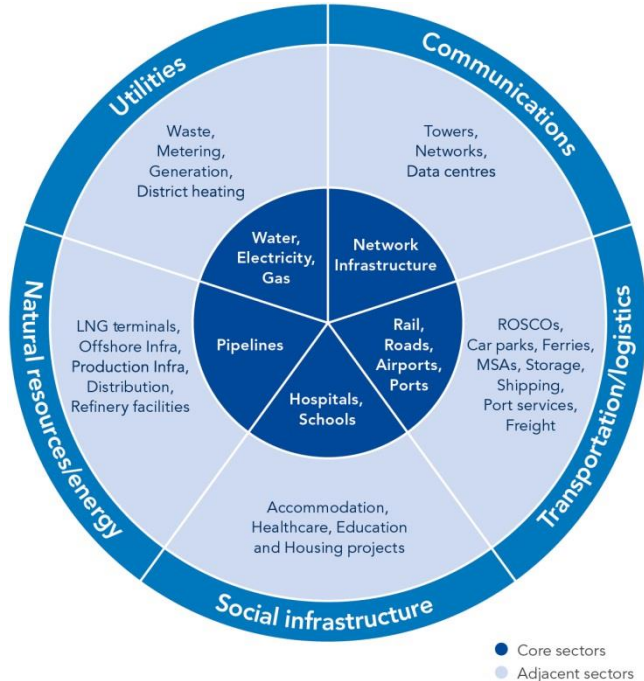 Utilities
Communications
Waste,
Metering,
Generation,
District heating
Towers,
Networks,
Data centres
Water,
Electricity,
Gas
Network
Infrastructure
Natural resources/energy
LNG terminals,
Offshore Infra,
Production Infra,
Distribution,
Refinery facilities
Pipelines
Rail,
Roads,
Airports,
Ports
ROSCOs,
Car parks, Ferries,
MSAs, Storage,
Shipping,
Port services,
Freight
Transportation/logistics
Hospitals,
Schools
Accommodation,
Healthcare, Education
and Housing projects
Social infrastructure
Core sectors
Adjacent sectors